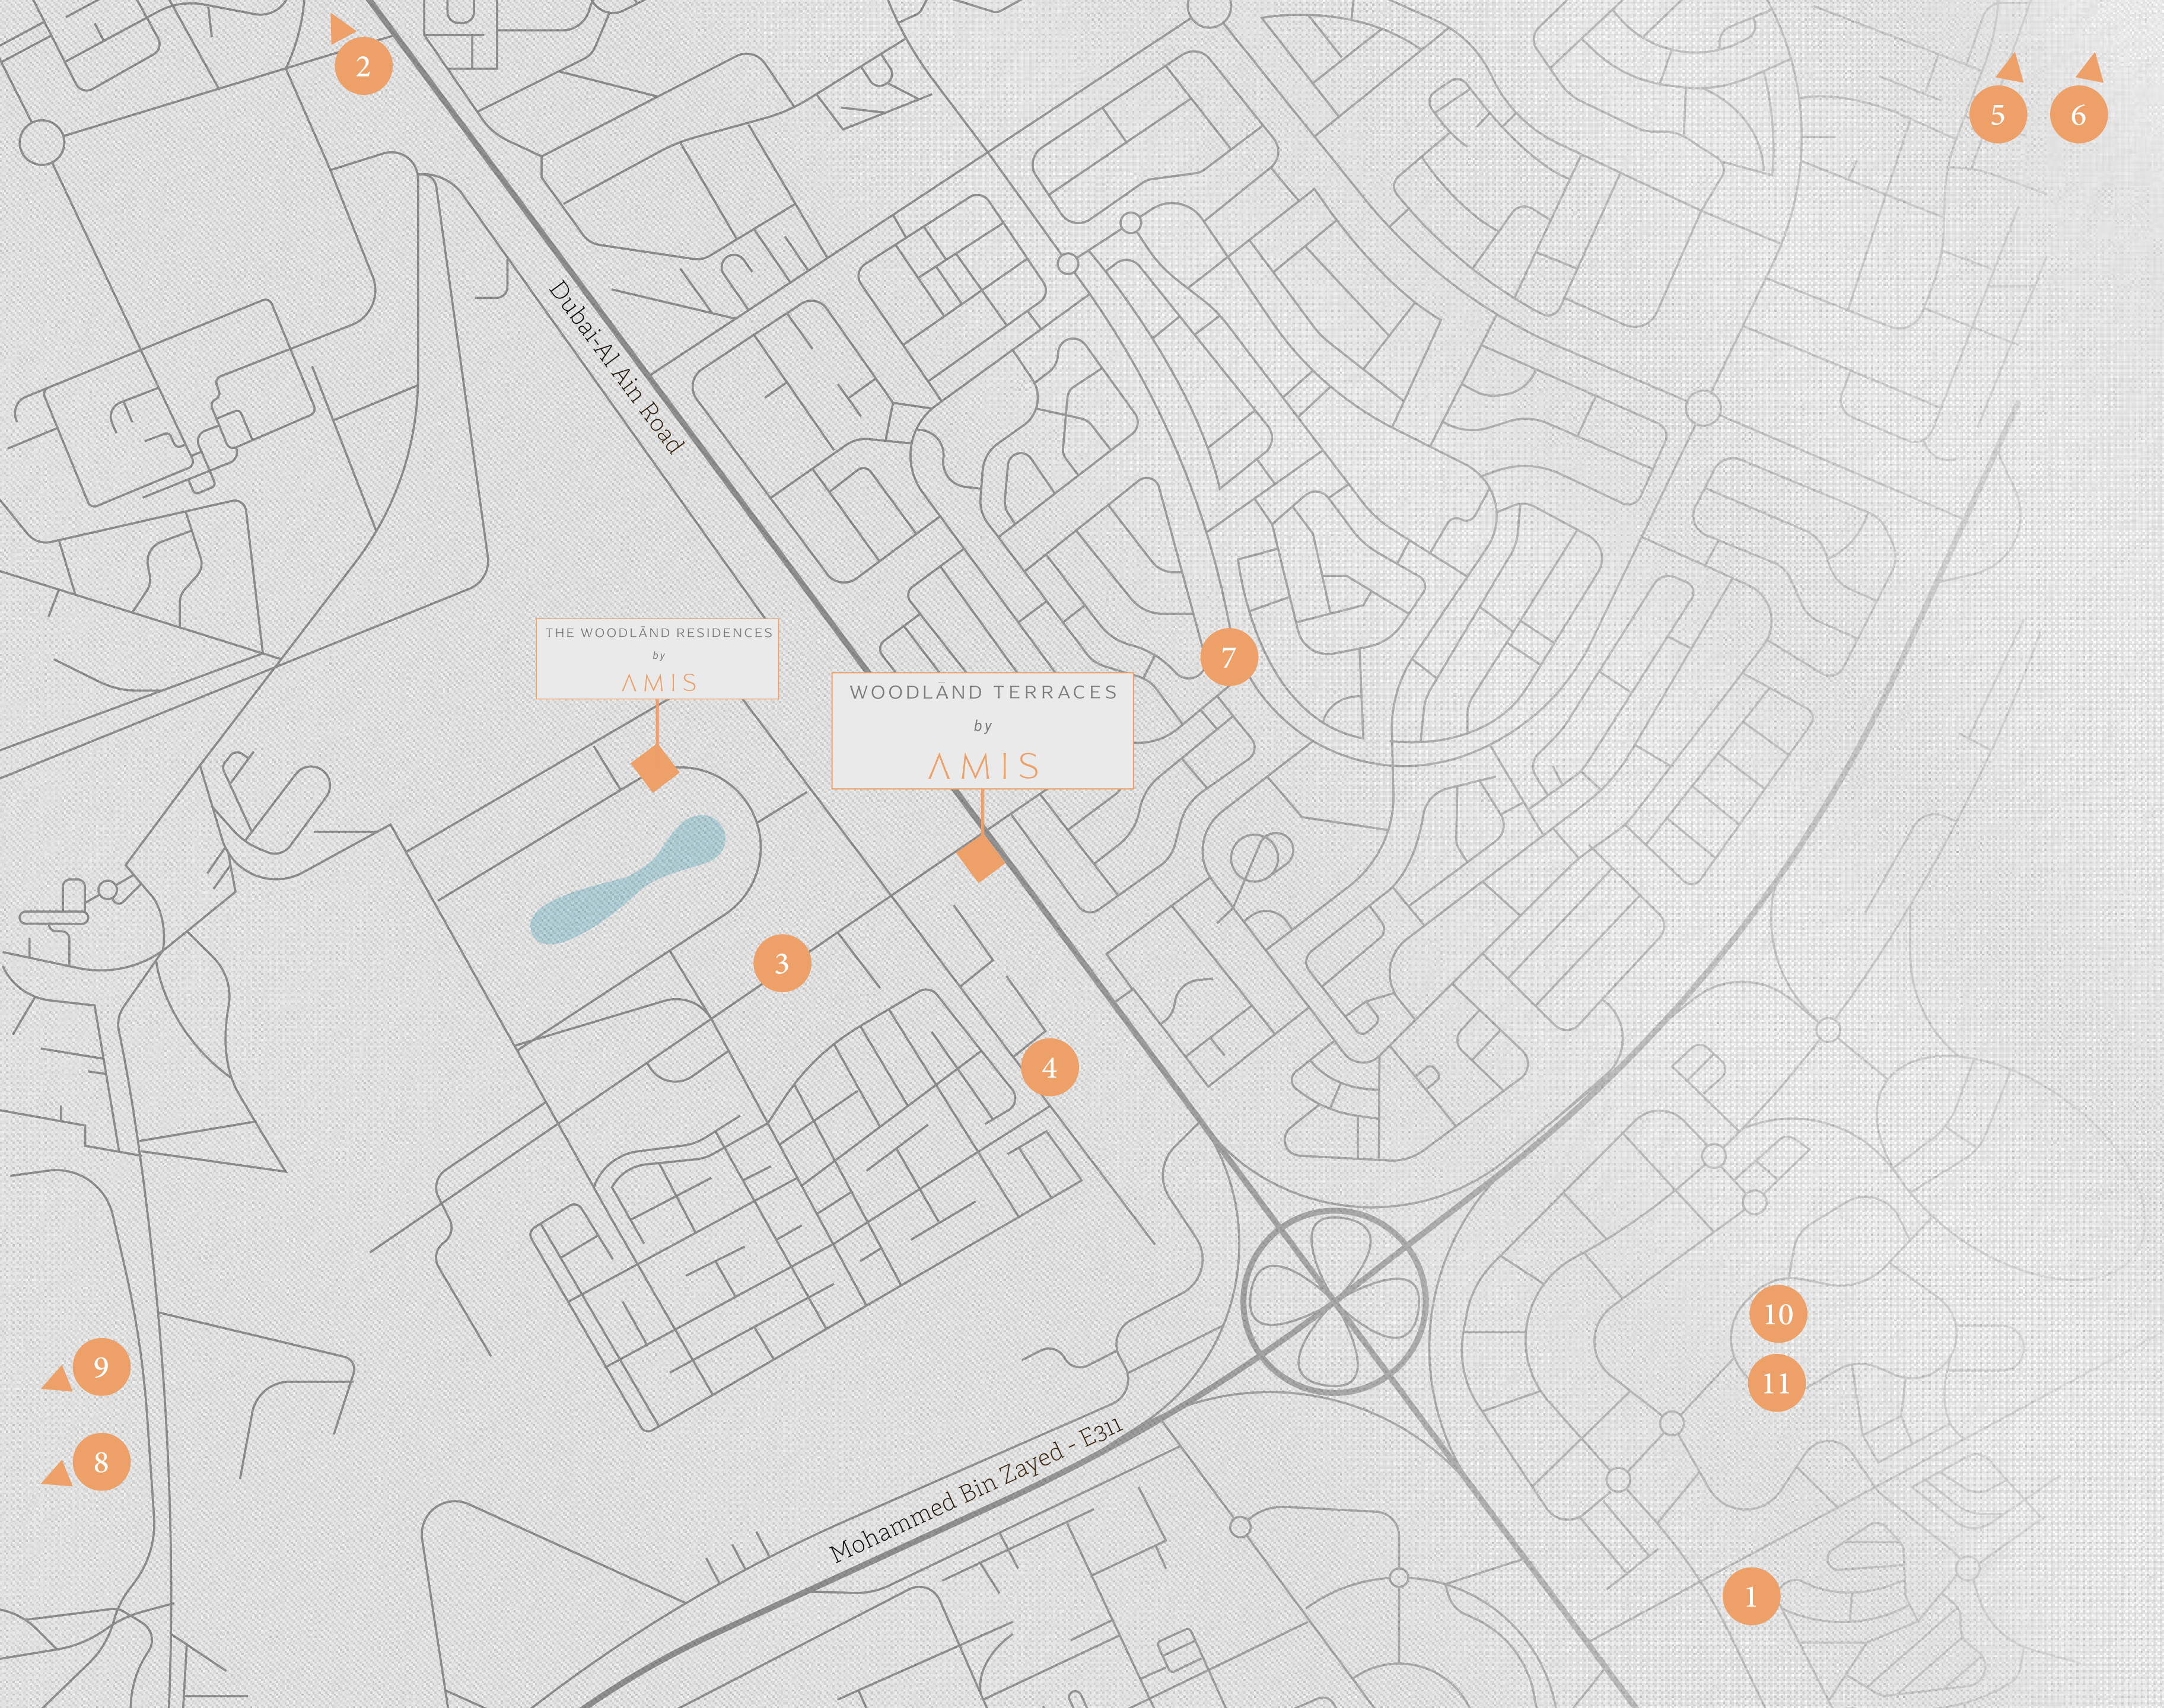 2
5
6
Dubai-Al Ain Road
THE WOODLĀND RESIDENCES
by
AMIS
7
WOODLĀND TERRACES
by
AMIS
3
4
10
9
11
8
Mohammed Bin Zayed - E311
1